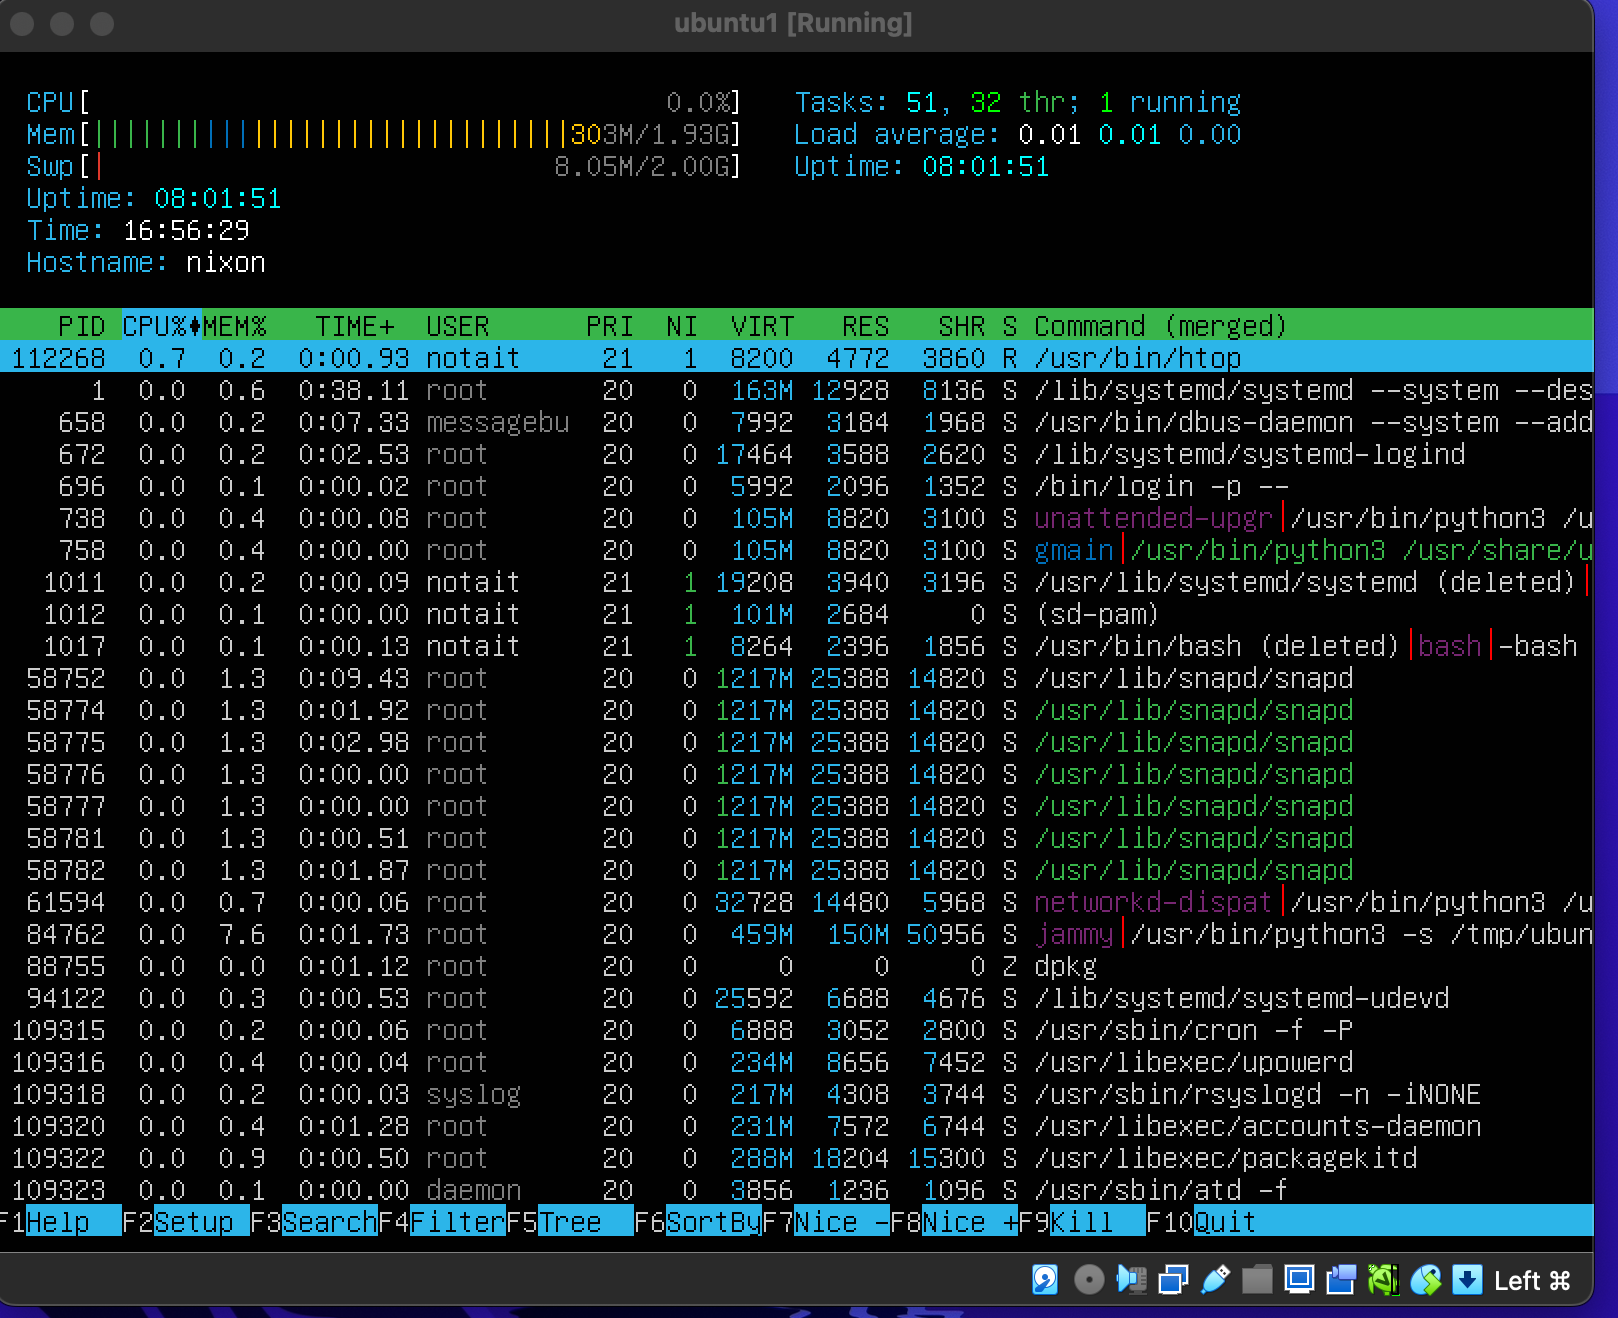 ubuntu1 [Running]
CPU[ 0.0%] Tasks: 51, 32 thr; 1 running
Mem[|||||||||||||||||||||||||||||303M/1.93G] Load average: 0.01 0.01 0.00
Swp[| 8.05M/2.00G] Uptime: 08:01:51
Uptime: 08:01:51
Time: 16:56:29
Hostname: nixon
PID CPU% MEM% TIME+ USER PRI NI VIRT RES SHR S Command (merged)
112268 0.7 0.2 0:00.93 notait 21 1 8200 4772 3860 R /usr/bin/htop
1 0.0 0.6 0:38.11 root 20 0 163M 12928 8136 S /lib/systemd/systemd --system --des
658 0.0 0.2 0:07.33 messagebu 20 0 7992 3184 1968 S /usr/bin/dbus-daemon --system --add
672 0.0 0.2 0:02.53 root 20 0 17464 3588 2620 S /lib/systemd/systemd-logind
696 0.0 0.1 0:00.02 root 20 0 5992 2096 1352 S /bin/login -p --
738 0.0 0.4 0:00.08 root 20 0 105M 8820 3100 S unattended-upgr|/usr/bin/python3 /u
758 0.0 0.4 0:00.00 root 20 0 105M 8820 3100 S gmain|/usr/bin/python3 /usr/share/u
1011 0.0 0.2 0:00.09 notait 21 1 19208 3940 3196 S /usr/lib/systemd/systemd (deleted)|
1012 0.0 0.1 0:00.00 notait 21 1 101M 2684 0 S (sd-pam)
1017 0.0 0.1 0:00.13 notait 21 1 8264 2396 1856 S /usr/bin/bash (deleted)|bash|-bash
58752 0.0 1.3 0:09.43 root 20 0 1217M 25388 14820 S /usr/lib/snapd/snapd
58774 0.0 1.3 0:01.92 root 20 0 1217M 25388 14820 S /usr/lib/snapd/snapd
58775 0.0 1.3 0:02.98 root 20 0 1217M 25388 14820 S /usr/lib/snapd/snapd
58776 0.0 1.3 0:00.00 root 20 0 1217M 25388 14820 S /usr/lib/snapd/snapd
58777 0.0 1.3 0:00.00 root 20 0 1217M 25388 14820 S /usr/lib/snapd/snapd
58781 0.0 1.3 0:00.51 root 20 0 1217M 25388 14820 S /usr/lib/snapd/snapd
58782 0.0 1.3 0:01.87 root 20 0 1217M 25388 14820 S /usr/lib/snapd/snapd
61594 0.0 0.7 0:00.06 root 20 0 32728 14480 5968 S networkd-dispat|/usr/bin/python3 /u
84762 0.0 7.6 0:01.73 root 20 0 459M 150M 50956 S jammy|/usr/bin/python3 -s /tmp/ubun
88755 0.0 0.0 0:01.12 root 20 0 0 0 0 Z dpkg
94122 0.0 0.3 0:00.53 root 20 0 25592 6688 4676 S /lib/systemd/systemd-udevd
109315 0.0 0.2 0:00.06 root 20 0 6888 3052 2800 S /usr/sbin/cron -f -P
109316 0.0 0.4 0:00.04 root 20 0 234M 8656 7452 S /usr/libexec/upowerd
109318 0.0 0.2 0:00.03 syslog 20 0 217M 4308 3744 S /usr/sbin/rsyslogd -n -iNONE
109320 0.0 0.4 0:01.28 root 20 0 231M 7572 6744 S /usr/libexec/accounts-daemon
109322 0.0 0.9 0:00.50 root 20 0 288M 18204 15300 S /usr/libexec/packagekitd
109323 0.0 0.1 0:00.00 daemon 20 0 3856 1236 1096 S /usr/sbin/atd -f
F1Help F2Setup F3SearchF4FilterF5Tree F6SortByF7Nice -F8Nice +F9Kill F10Quit
Left ⌘